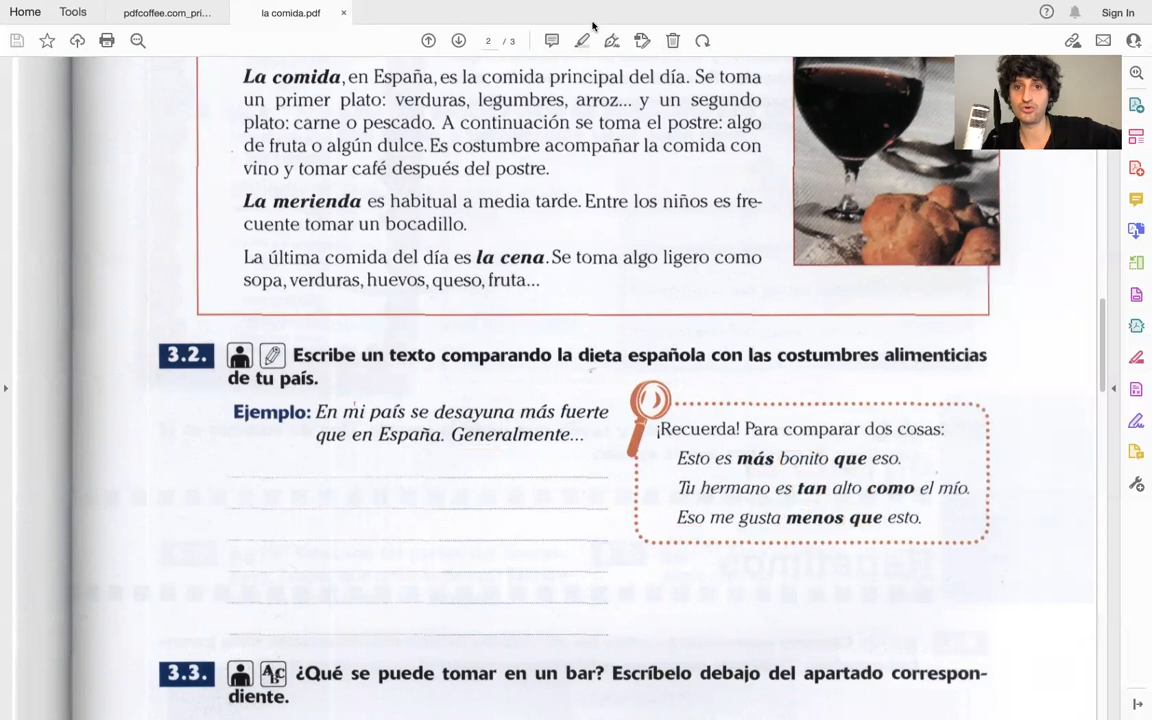 Home Tools pdfcoffee.com_pri... la comida.pdf × Sign In
2 / 3
La comida, en España, es la comida principal del día. Se toma
un primer plato: verduras, legumbres, arroz... y un segundo
plato: carne o pescado. A continuación se toma el postre: algo
de fruta o algún dulce. Es costumbre acompañar la comida con
vino y tomar café después del postre.
La merienda es habitual a media tarde. Entre los niños es fre-
cuente tomar un bocadillo.
La última comida del día es la cena. Se toma algo ligero como
sopa, verduras, huevos, queso, fruta...
3.2. Escribe un texto comparando la dieta española con las costumbres alimenticias
de tu país.
Ejemplo: En mi país se desayuna más fuerte
que en España. Generalmente...
¡Recuerda! Para comparar dos cosas:
Esto es más bonito que eso.
Tu hermano es tan alto como el mío.
Eso me gusta menos que esto.
3.3. ¿Qué se puede tomar en un bar? Escríbelo debajo del apartado correspon-
diente.